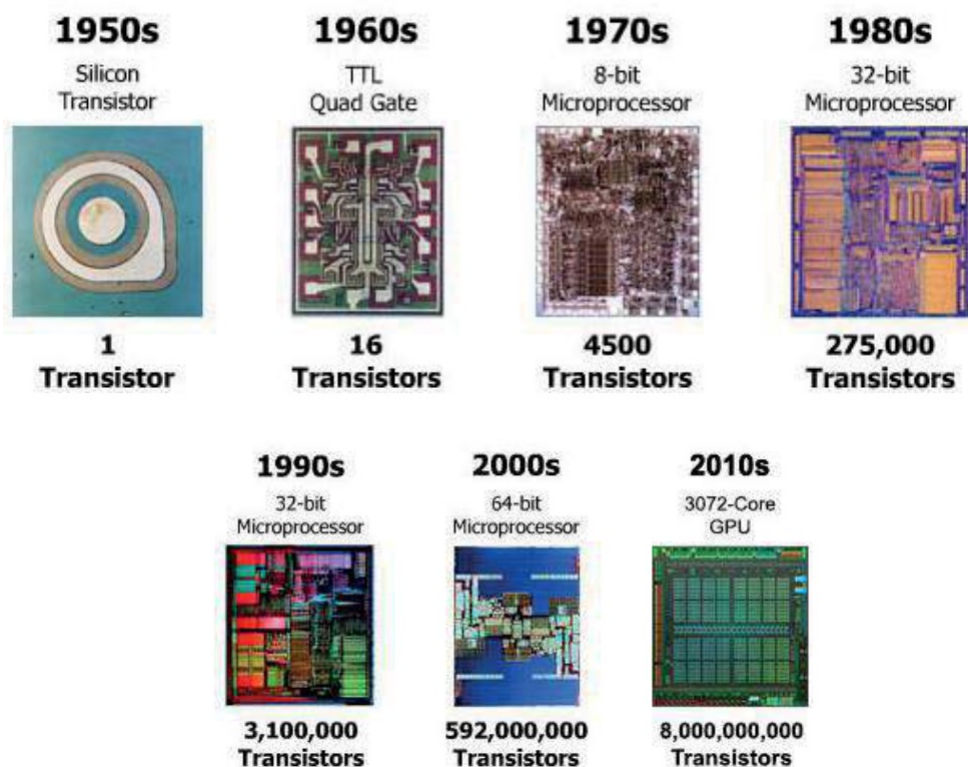 1950s
Silicon
Transistor
1
Transistor
1960s
TTL
Quad Gate
16
Transistors
1970s
8-bit
Microprocessor
4500
Transistors
1980s
32-bit
Microprocessor
275,000
Transistors
1990s
32-bit
Microprocessor
3,100,000
Transistors
2000s
64-bit
Microprocessor
592,000,000
Transistors
2010s
3072-Core
GPU
8,000,000,000
Transistors